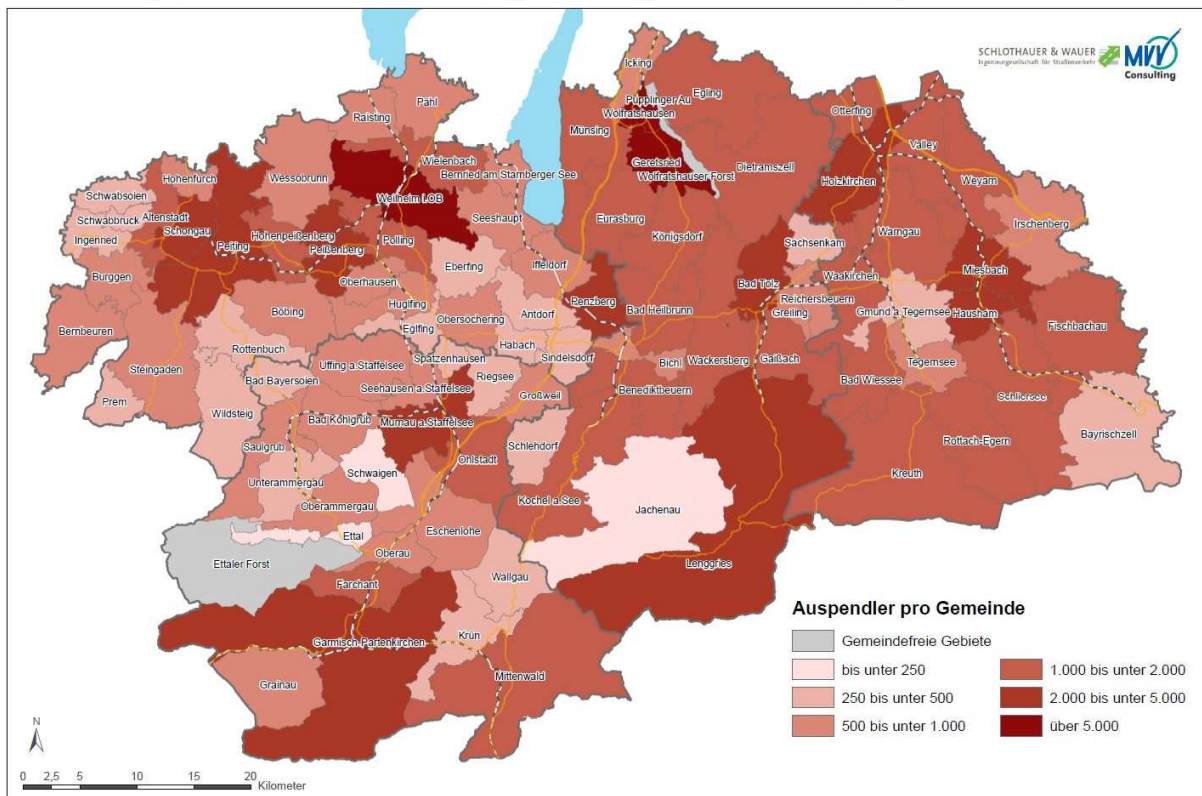 SCHLOTHAUER & WAUER
Ingenieurgesellschaft für Straßenverkehr
MVV
Consulting
Icking
Pupplinger Au
Egling
Wolfratshausen
Münsing
Otterfing
Pähl
Raisting
Valley
Wielenbach
Bernried am Starnberger See
Geretsried
Wolfratshauser Forst
Dietramszell
Holzkirchen
Weyarn
Hohenfurch
Wessobrunn
Schwabsoien
Weilheim i.OB
Seeshaupt
Eurasburg
Irschenberg
Schwabbruck
Altenstadt
Schongau
Hohenpeißenberg
Polling
Königsdorf
Sachsenkam
Warngau
Ingenried
Peiting
Peißenberg
Eberfing
Iffeldorf
Miesbach
Burggen
Oberhausen
Bad Tölz
Waakirchen
Böbing
Huglfing
Obersöchering
Antdorf
Penzberg
Bad Heilbrunn
Reichersbeuern
Greiling
Gmund a Tegernsee
Hausham
Bernbeuren
Eglfing
Habach
Fischbachau
Rottenbuch
Spatzenhausen
Sindelsdorf
Bichl
Wackersberg
Gaißach
Tegernsee
Steingaden
Uffing a Staffelsee
Seehausen a Staffelsee
Riegsee
Großweil
Benediktbeuern
Bad Wiessee
Bad Bayersoien
Prem
Wildsteig
Bad Kohlgrub
Murnau a Staffelsee
Schliersee
Bayrischzell
Saulgrub
Ohlstadt
Schlehdorf
Rottach-Egern
Schwaigen
Unterammergau
Kreuth
Oberammergau
Kochel a See
Jachenau
Eschenlohe
Ettal
Oberau
Ettaler Forst
Lenggries
Wallgau
Farchant
Garmisch-Partenkirchen
Krün
Mittenwald
Grainau
Auspendler pro Gemeinde
Gemeindefreie Gebiete
bis unter 250
250 bis unter 500
500 bis unter 1.000
1.000 bis unter 2.000
2.000 bis unter 5.000
über 5.000
N
0 2,5 5 10 15 20
Kilometer